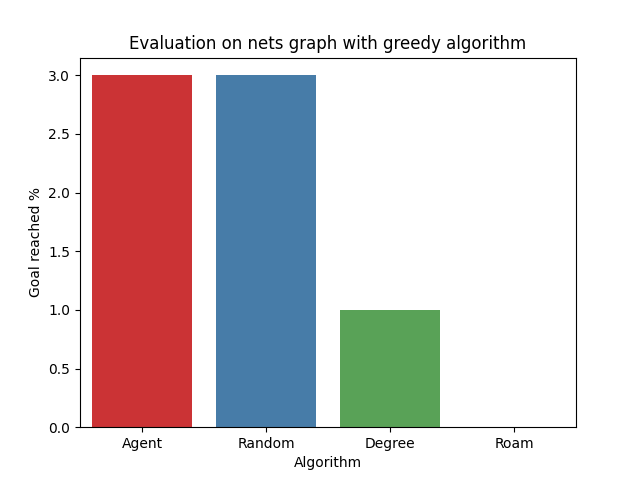 Evaluation on nets graph with greedy algorithm
Goal reached %
3.0
2.5
2.0
1.5
1.0
0.5
0.0
Agent Random Degree Roam
Algorithm